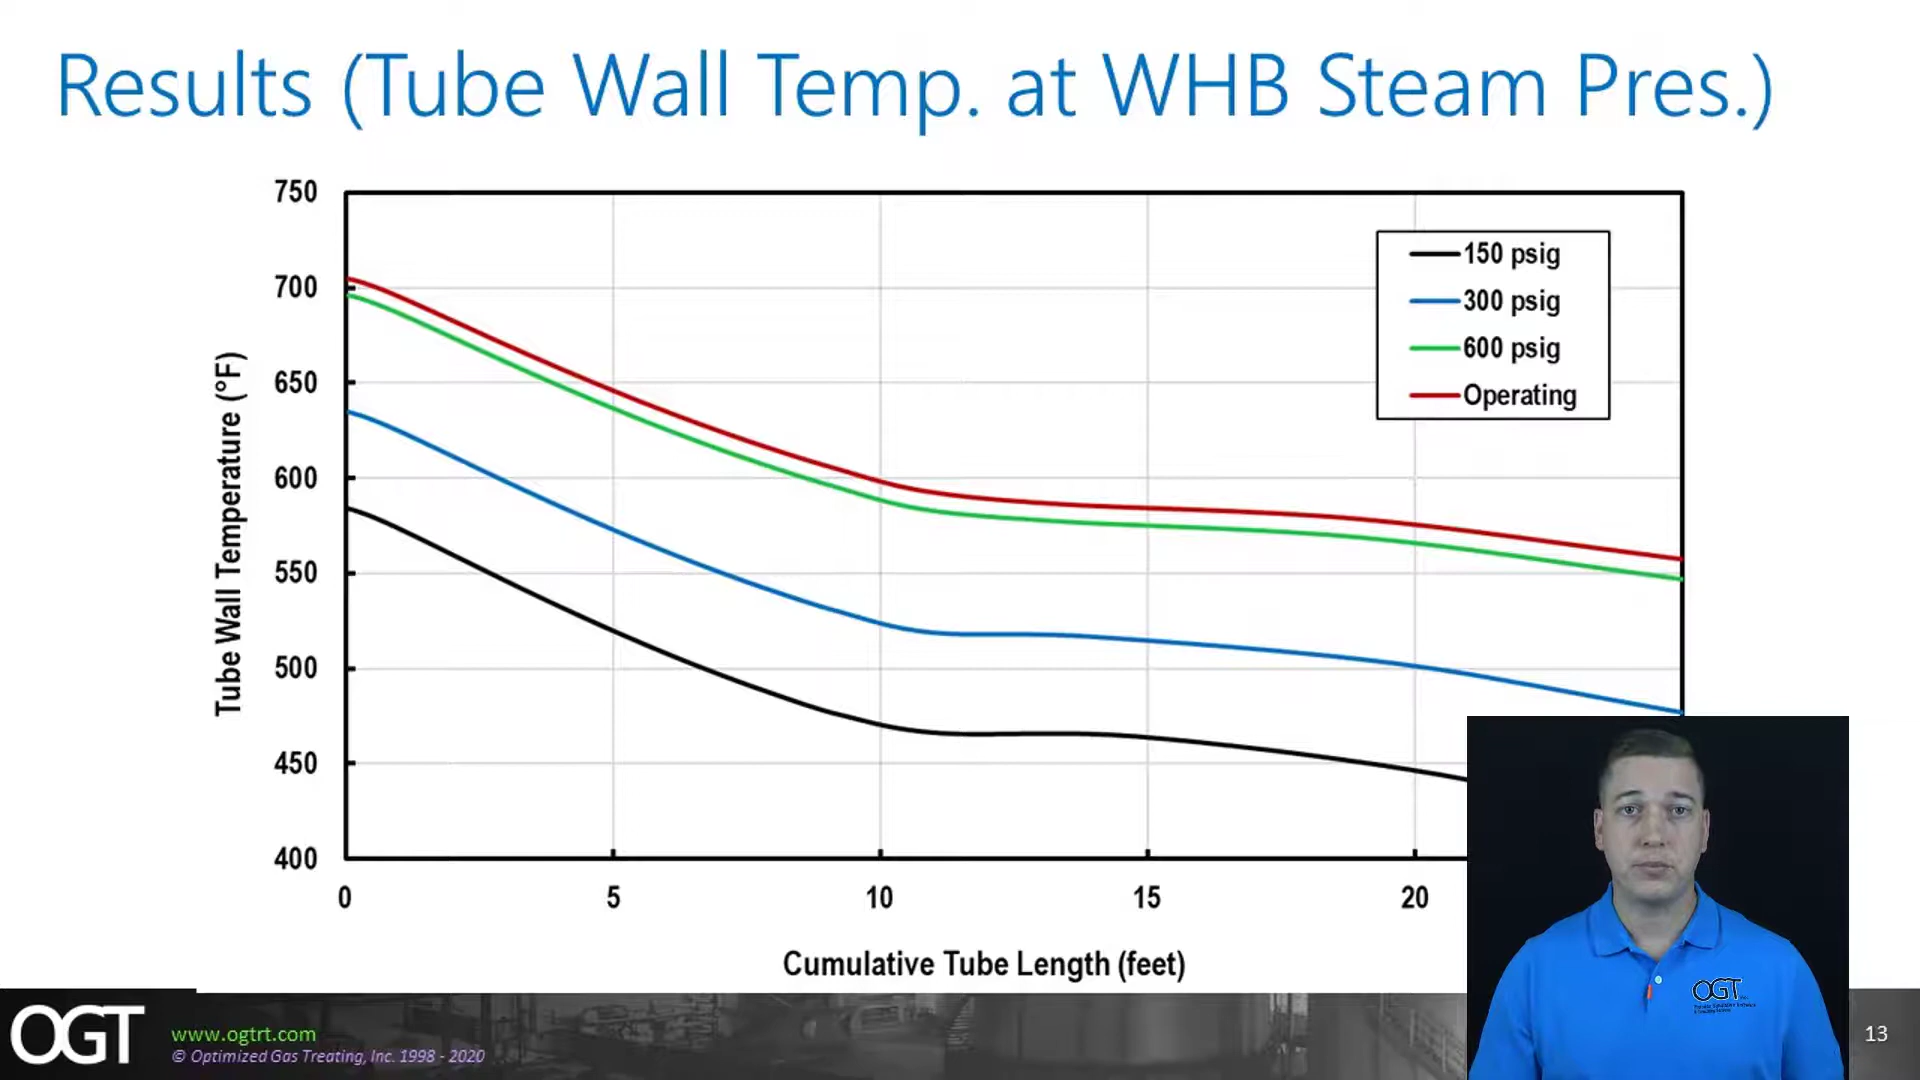 Results (Tube Wall Temp. at WHB Steam Pres.)
750
700
650
600
550
500
450
400
Tube Wall Temperature (°F)
150 psig
300 psig
600 psig
Operating
0
5
10
15
20
Cumulative Tube Length (feet)
OGT
www.ogtrt.com
© Optimized Gas Treating, Inc. 1998 - 2020
OGT
13